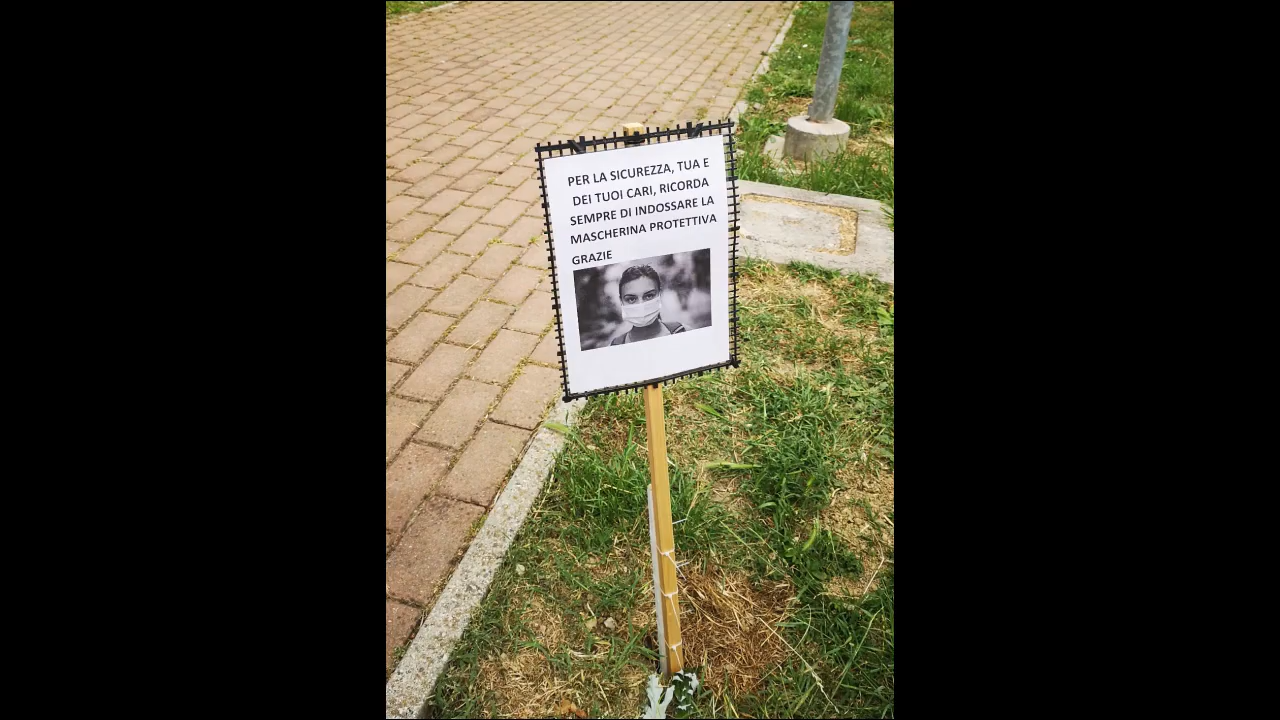 PER LA SICUREZZA, TUA E
DEI TUOI CARI, RICORDA
SEMPRE DI INDOSSARE LA
MASCHERINA PROTETTIVA
GRAZIE